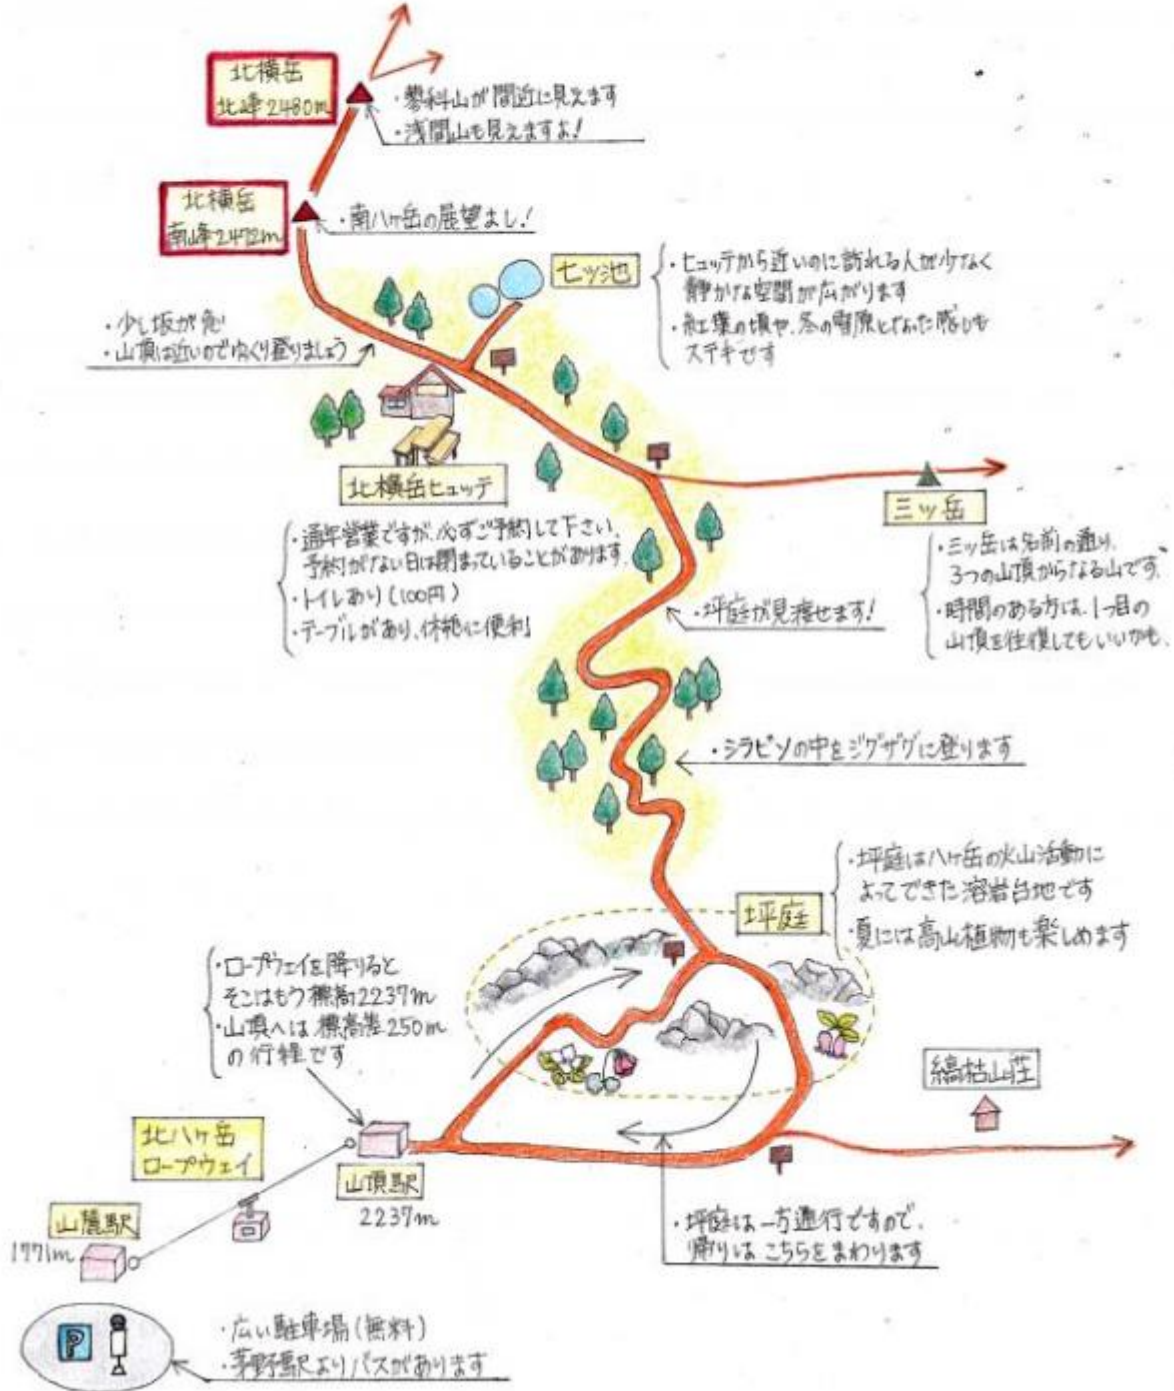 北横岳
北峰2480m
・蓼科山が間近に見えます
・浅間山も見えますよ!
北横岳
南峰2472m
・南八ヶ岳の展望よし!
七ツ池
・ヒュッテから近いのに訪れる人が少なく
静かな空間が広がります
・紅葉の頃や、冬の雪原となった感じも
ステキです
・少し坂が急
・山頂は近いのでゆっくり登りましょう
北横岳ヒュッテ
・通年営業ですが、必ずご予約して下さい。
予約がない日は閉まっていることがあります。
・トイレあり(100円)
・テーブルがあり、休憩に便利
三ツ岳
・三ツ岳は名前の通り、
3つの山頂からなる山です。
・時間のある方は、1つ目の
山頂を往復してもいいかも。
・坪庭が見渡せます!
・シラビソの中をジグザグに登ります
坪庭
・坪庭は八ヶ岳の火山活動に
よってできた溶岩台地です
・夏には高山植物も楽しめます
・ロープウェイを降りると
そこはもう標高2237m
・山頂へは標高差250m
の行程です
縞枯山荘
北八ヶ岳
ロープウェイ
山頂駅
2237m
山麓駅
1771m
・坪庭は一方通行ですので、
帰りはこちらをまわります
P
・広い駐車場(無料)
・茅野駅よりバスがあります